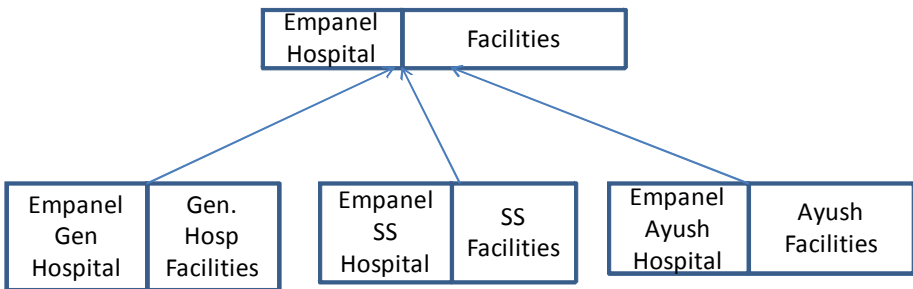 Empanel
Hospital
Facilities
Empanel
Gen
Hospital
Gen.
Hosp
Facilities
Empanel
SS
Hospital
SS
Facilities
Empanel
Ayush
Hospital
Ayush
Facilities